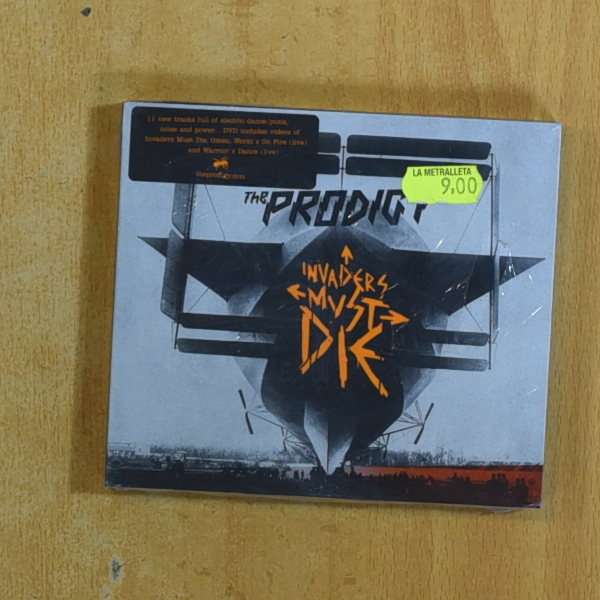 11 new tracks full of electric dance/punk,
noise and power... DVD includes videos of
Invaders Must Die, Omen, World's On Fire (live)
and Warrior's Dance (live)
theprodigy.com
LA METRALLETA
9,00
THE PRODIGY
INVADERS
MUST
DIE